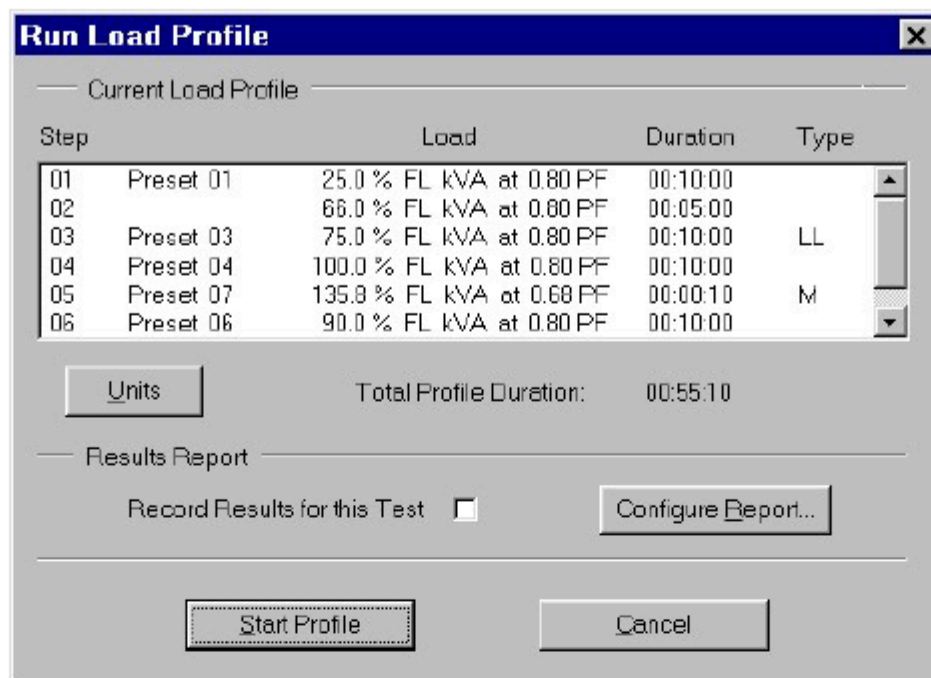 Run Load Profile
Current Load Profile
Step Load Duration Type
01 Preset 01 25.0 % FL kVA at 0.80 PF 00:10:00
02 66.0 % FL kVA at 0.80 PF 00:05:00
03 Preset 03 75.0 % FL kVA at 0.80 PF 00:10:00 LL
04 Preset 04 100.0 % FL kVA at 0.80 PF 00:10:00
05 Preset 07 135.8 % FL kVA at 0.68 PF 00:00:10 M
06 Preset 06 90.0 % FL kVA at 0.80 PF 00:10:00
Units Total Profile Duration: 00:55:10
Results Report
Record Results for this Test Configure Report...
Start Profile Cancel